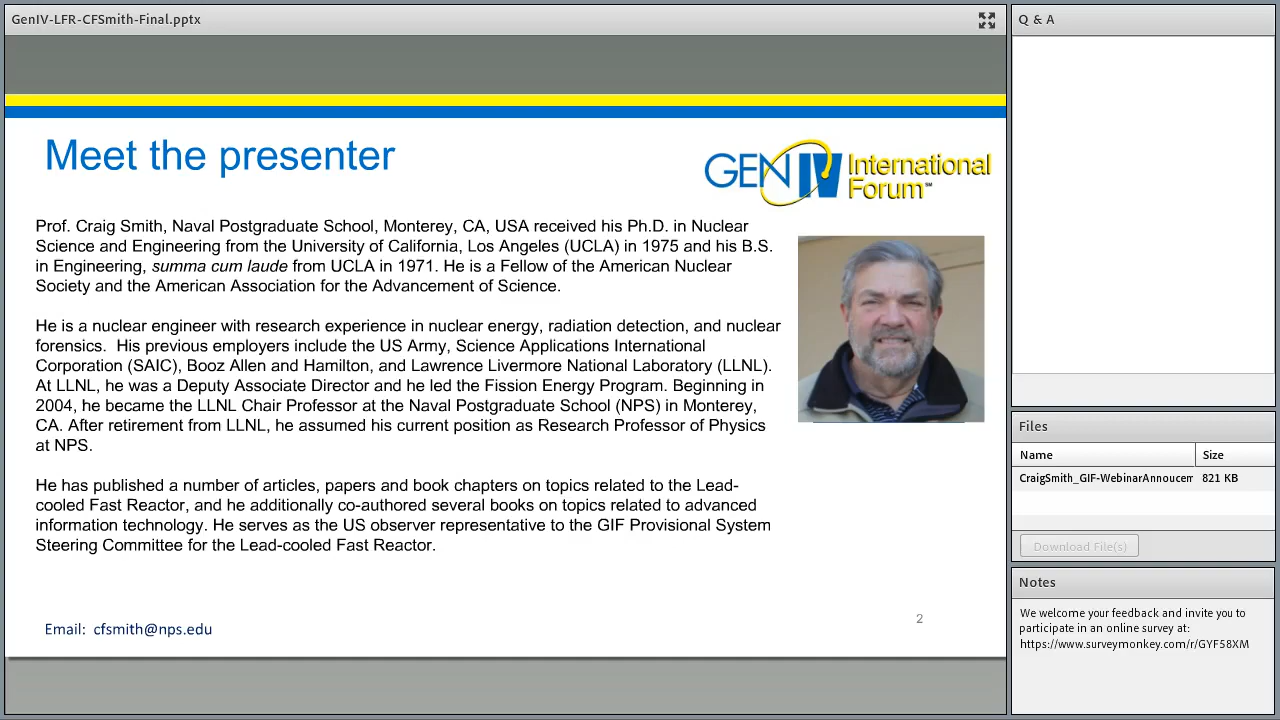 GenIV-LFR-CFSmith-Final.pptx
Meet the presenter
GEN IV International
Forum℠
Prof. Craig Smith, Naval Postgraduate School, Monterey, CA, USA received his Ph.D. in Nuclear
Science and Engineering from the University of California, Los Angeles (UCLA) in 1975 and his B.S.
in Engineering, summa cum laude from UCLA in 1971. He is a Fellow of the American Nuclear
Society and the American Association for the Advancement of Science.
He is a nuclear engineer with research experience in nuclear energy, radiation detection, and nuclear
forensics.  His previous employers include the US Army, Science Applications International
Corporation (SAIC), Booz Allen and Hamilton, and Lawrence Livermore National Laboratory (LLNL).
At LLNL, he was a Deputy Associate Director and he led the Fission Energy Program. Beginning in
2004, he became the LLNL Chair Professor at the Naval Postgraduate School (NPS) in Monterey,
CA. After retirement from LLNL, he assumed his current position as Research Professor of Physics
at NPS.
He has published a number of articles, papers and book chapters on topics related to the Lead-
cooled Fast Reactor, and he additionally co-authored several books on topics related to advanced
information technology. He serves as the US observer representative to the GIF Provisional System
Steering Committee for the Lead-cooled Fast Reactor.
Email:  cfsmith@nps.edu
2
Q & A
Files
Name Size
CraigSmith_GIF-WebinarAnnoucem 821 KB
Download File(s)
Notes
We welcome your feedback and invite you to
participate in an online survey at:
https://www.surveymonkey.com/r/GYF58XM